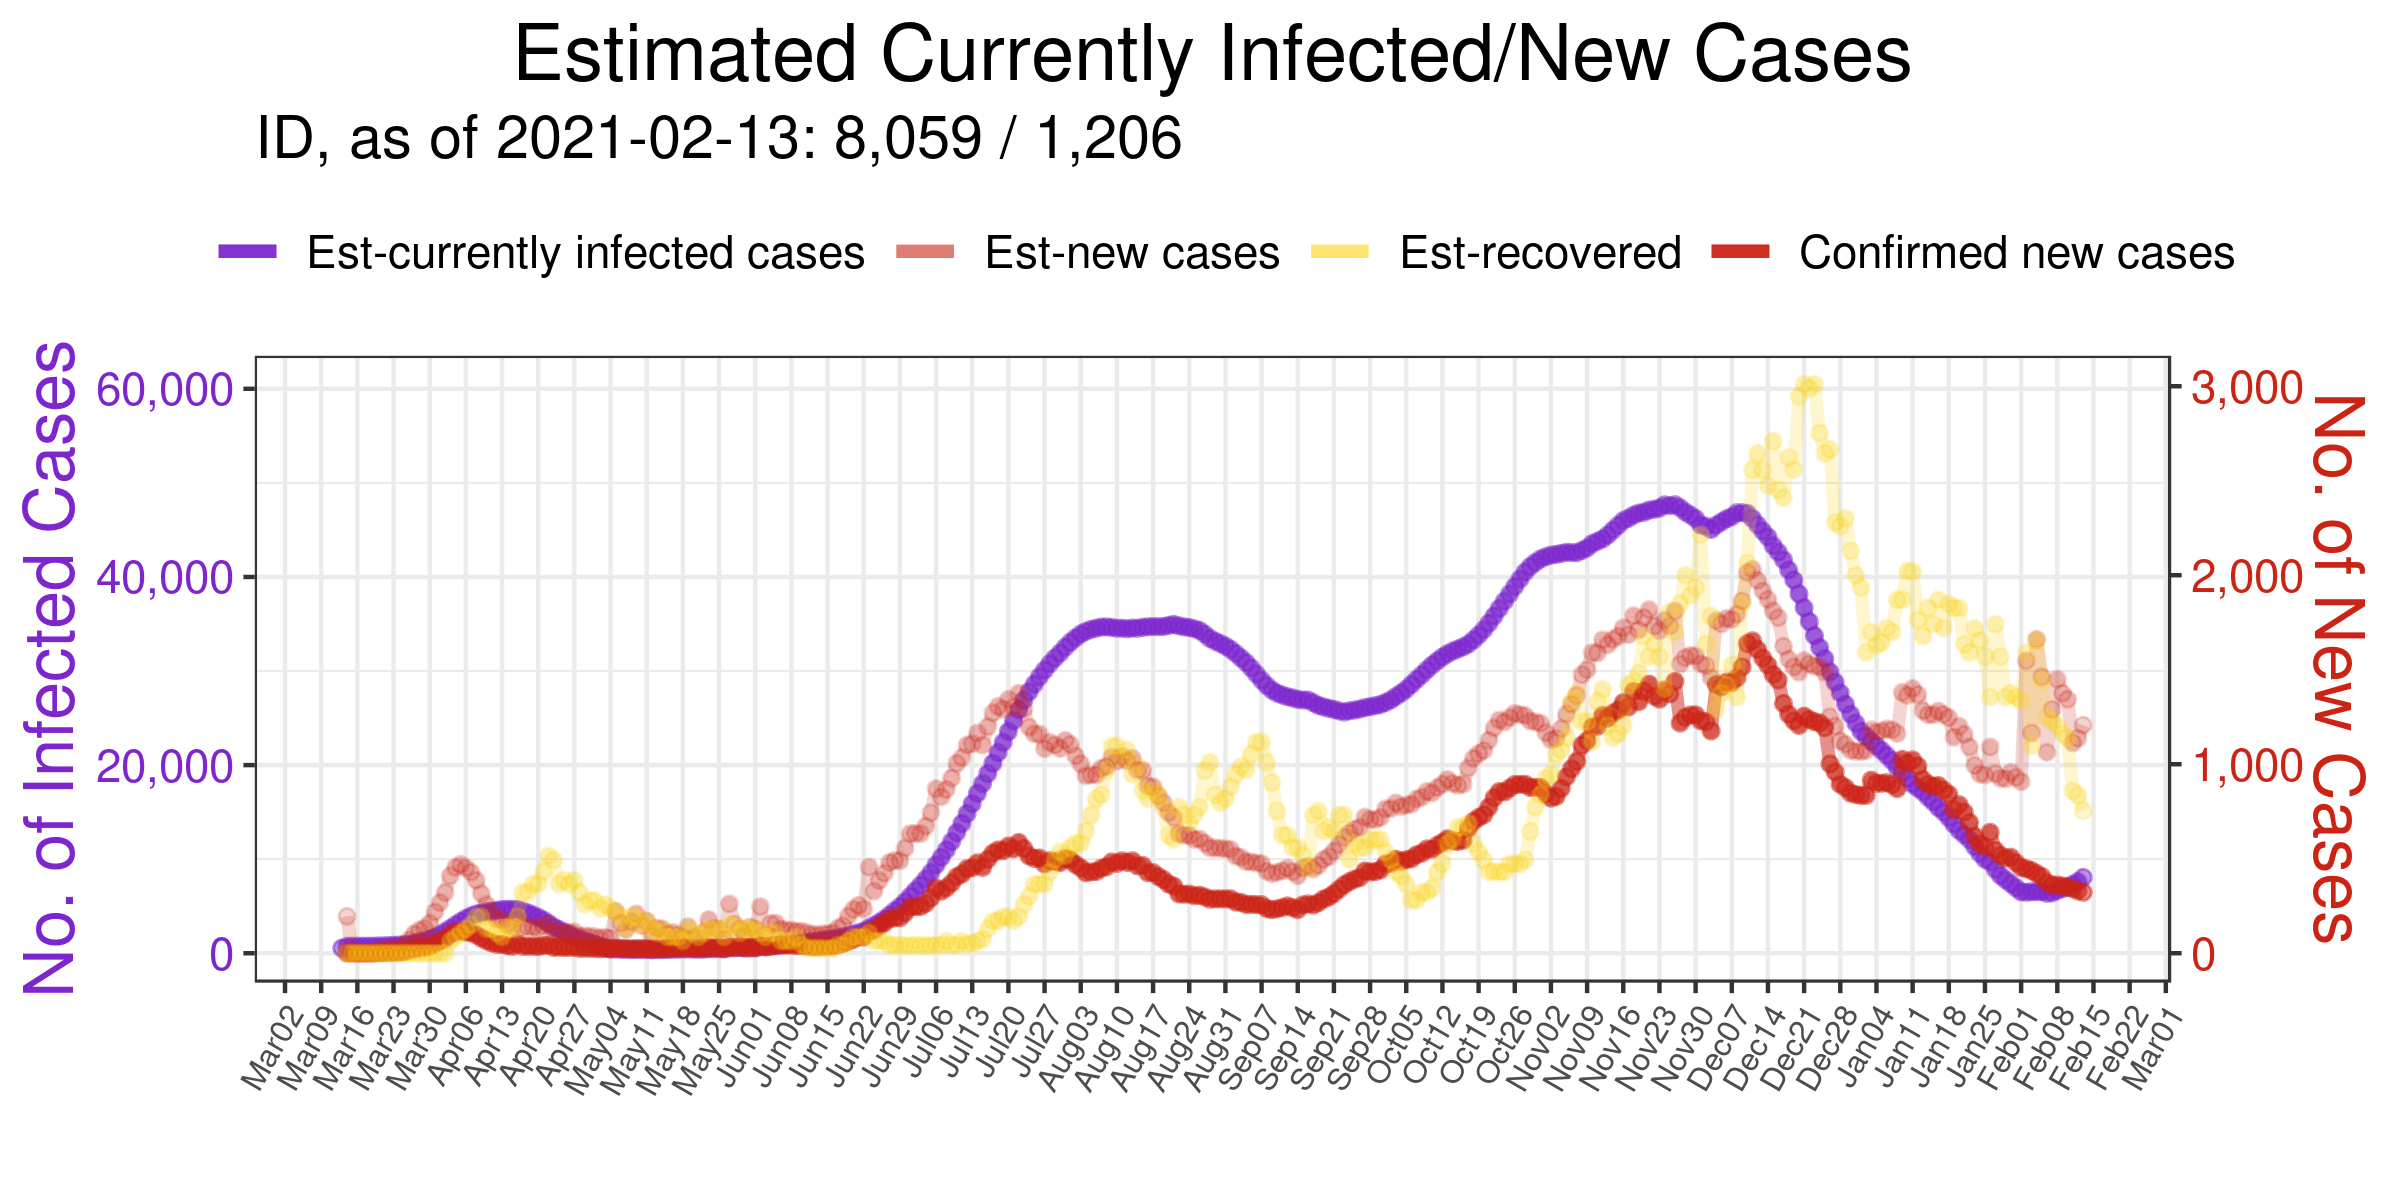 Estimated Currently Infected/New Cases
ID, as of 2021-02-13: 8,059 / 1,206
Est-currently infected cases Est-new cases Est-recovered Confirmed new cases
No. of Infected Cases
60,000
40,000
20,000
0
3,000
2,000
1,000
0
No. of New Cases
Mar02 Mar09 Mar16 Mar23 Mar30 Apr06 Apr13 Apr20 Apr27 May04 May11 May18 May25 Jun01 Jun08 Jun15 Jun22 Jun29 Jul06 Jul13 Jul20 Jul27 Aug03 Aug10 Aug17 Aug24 Aug31 Sep07 Sep14 Sep21 Sep28 Oct05 Oct12 Oct19 Oct26 Nov02 Nov09 Nov16 Nov23 Nov30 Dec07 Dec14 Dec21 Dec28 Jan04 Jan11 Jan18 Jan25 Feb01 Feb08 Feb15 Feb22 Mar01